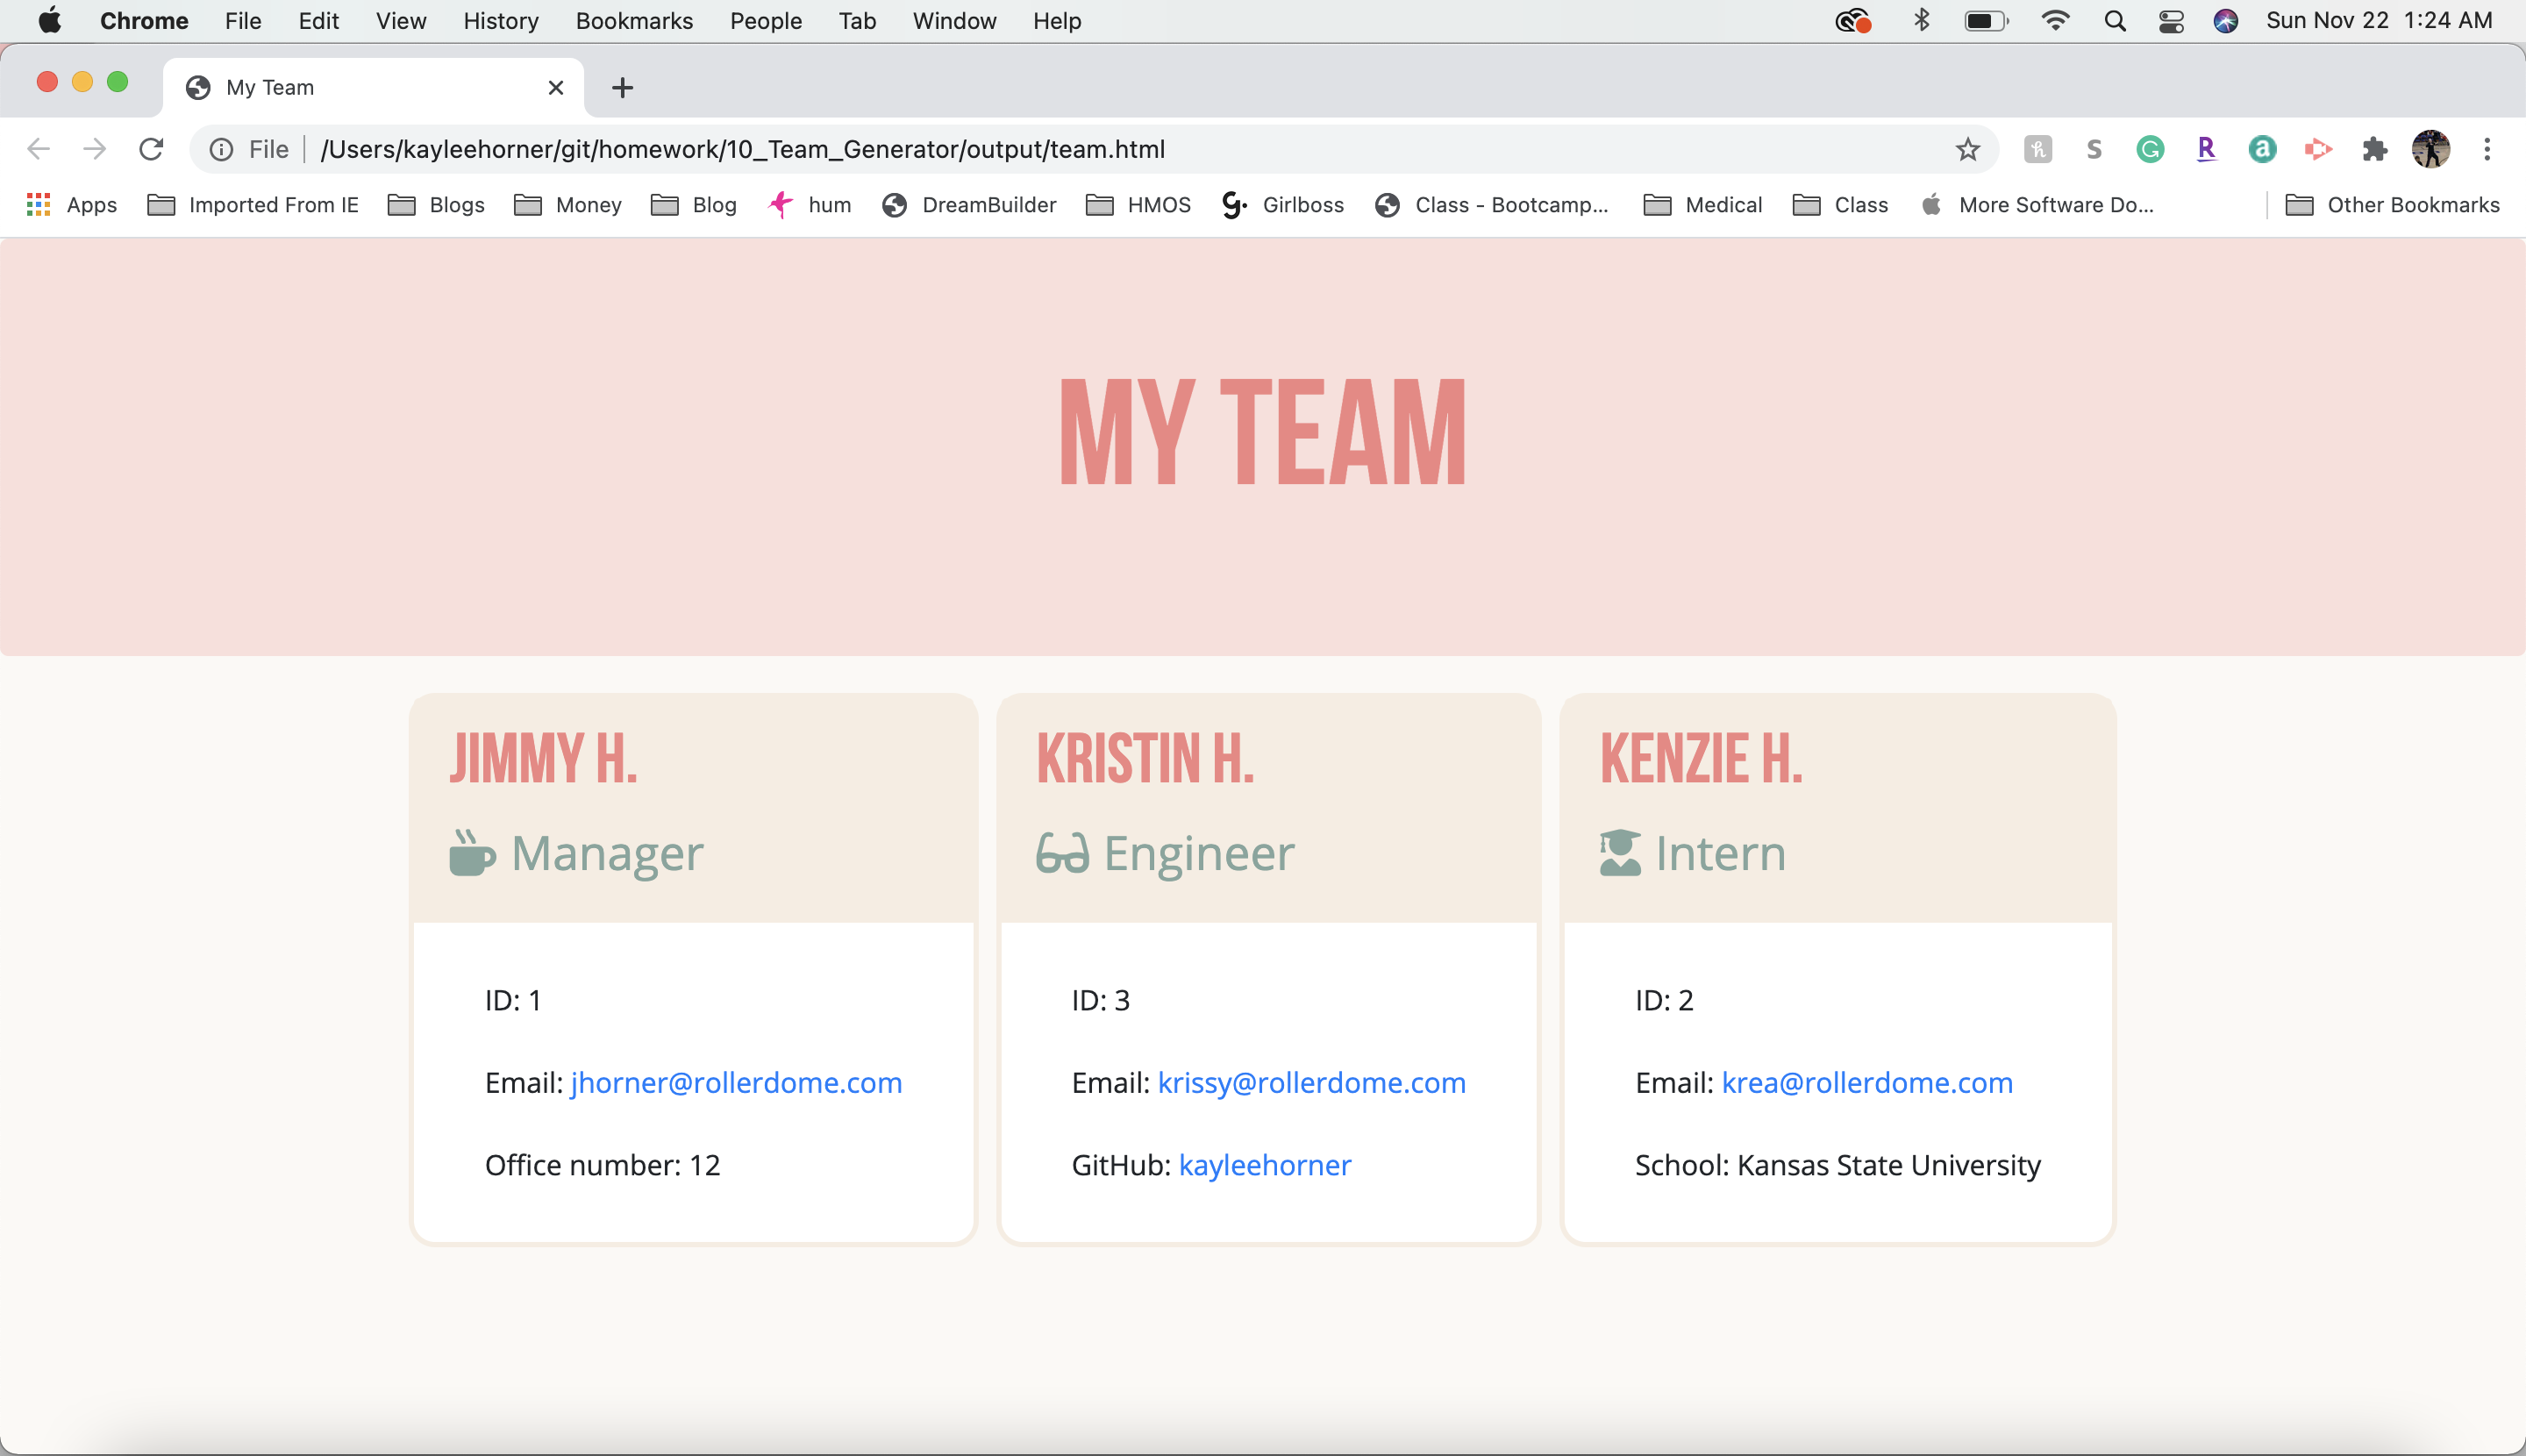 Chrome File Edit View History Bookmarks People Tab Window Help Sun Nov 22 1:24 AM
My Team
File /Users/kayleehorner/git/homework/10_Team_Generator/output/team.html
Apps Imported From IE Blogs Money Blog hum DreamBuilder HMOS Girlboss Class - Bootcamp... Medical Class More Software Do... Other Bookmarks
MY TEAM
JIMMY H.
Manager
ID: 1
Email: jhorner@rollerdome.com
Office number: 12
KRISTIN H.
Engineer
ID: 3
Email: krissy@rollerdome.com
GitHub: kayleehorner
KENZIE H.
Intern
ID: 2
Email: krea@rollerdome.com
School: Kansas State University